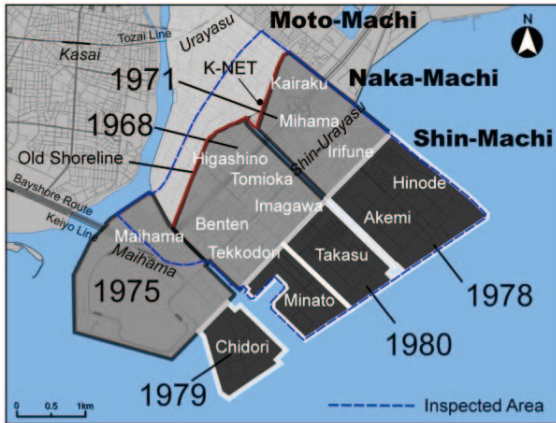 Moto-Machi
N
Tozai Line
Urayasu
Kasai
K-NET
Kairaku
Naka-Machi
1971
Mihama
1968
Shin-Urayasu
Shin-Machi
Old Shoreline
Higashino
Irifune
Tomioka
Hinode
Imagawa
Bayshore Route
Benten
Akemi
Keiyo Line
Maihama
Tekkodori
Takasu
Maihama
1975
Minato
1978
Chidori
1980
1979
0 0.5 1km
Inspected Area